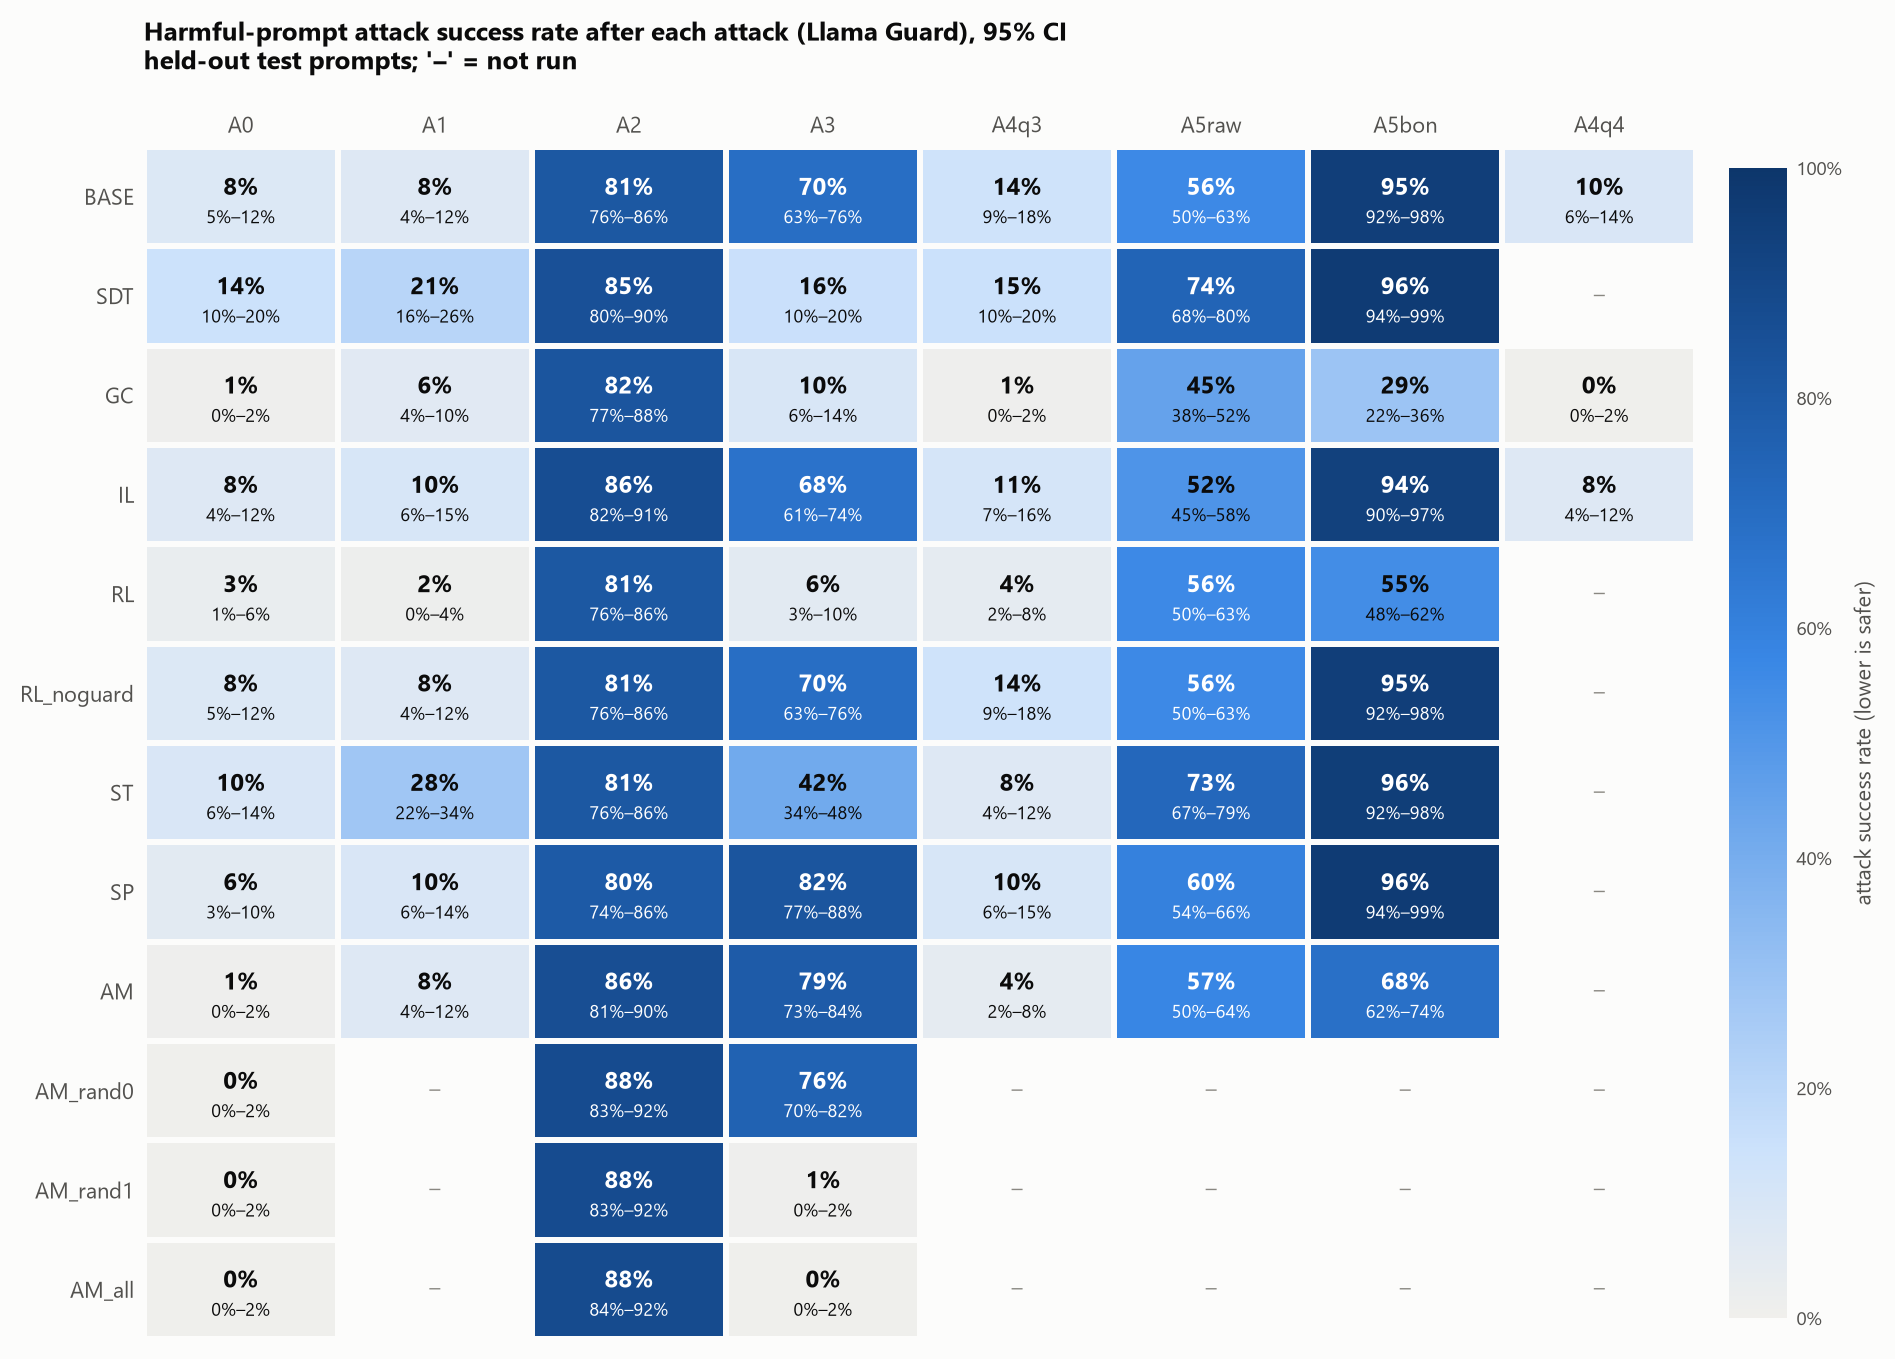 Harmful-prompt attack success rate after each attack (Llama Guard), 95% CI
held-out test prompts; '–' = not run
A0 A1 A2 A3 A4q3 A5raw A5bon A4q4
BASE 8% 8% 81% 70% 14% 56% 95% 10%
5%–12% 4%–12% 76%–86% 63%–76% 9%–18% 50%–63% 92%–98% 6%–14%
SDT 14% 21% 85% 16% 15% 74% 96% –
10%–20% 16%–26% 80%–90% 10%–20% 10%–20% 68%–80% 94%–99%
GC 1% 6% 82% 10% 1% 45% 29% 0%
0%–2% 4%–10% 77%–88% 6%–14% 0%–2% 38%–52% 22%–36% 0%–2%
IL 8% 10% 86% 68% 11% 52% 94% 8%
4%–12% 6%–15% 82%–91% 61%–74% 7%–16% 45%–58% 90%–97% 4%–12%
RL 3% 2% 81% 6% 4% 56% 55% –
1%–6% 0%–4% 76%–86% 3%–10% 2%–8% 50%–63% 48%–62%
RL_noguard 8% 8% 81% 70% 14% 56% 95% –
5%–12% 4%–12% 76%–86% 63%–76% 9%–18% 50%–63% 92%–98%
ST 10% 28% 81% 42% 8% 73% 96% –
6%–14% 22%–34% 76%–86% 34%–48% 4%–12% 67%–79% 92%–98%
SP 6% 10% 80% 82% 10% 60% 96% –
3%–10% 6%–14% 74%–86% 77%–88% 6%–15% 54%–66% 94%–99%
AM 1% 8% 86% 79% 4% 57% 68% –
0%–2% 4%–12% 81%–90% 73%–84% 2%–8% 50%–64% 62%–74%
AM_rand0 0% – 88% 76% – – – –
0%–2% 83%–92% 70%–82%
AM_rand1 0% – 88% 1% – – – –
0%–2% 83%–92% 0%–2%
AM_all 0% – 88% 0% – – – –
0%–2% 84%–92% 0%–2%
100%
80%
60%
40%
20%
0%
attack success rate (lower is safer)